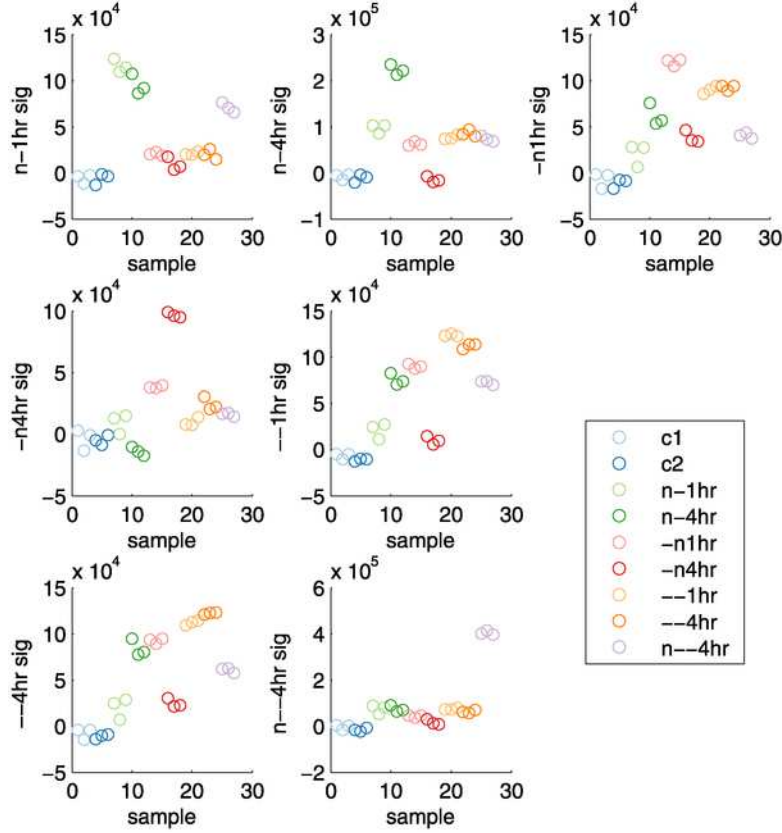 x 10^4
15
10
5
0
−5
n−1hr sig
0 10 20 30
sample
x 10^5
3
2
1
0
−1
n−4hr sig
0 10 20 30
sample
x 10^4
15
10
5
0
−5
−n1hr sig
0 10 20 30
sample
x 10^4
10
5
0
−5
−n4hr sig
0 10 20 30
sample
x 10^4
15
10
5
0
−5
−−1hr sig
0 10 20 30
sample
x 10^4
15
10
5
0
−5
−−4hr sig
0 10 20 30
sample
x 10^5
6
4
2
0
−2
n−−4hr sig
0 10 20 30
sample
c1
c2
n−1hr
n−4hr
−n1hr
−n4hr
−−1hr
−−4hr
n−−4hr